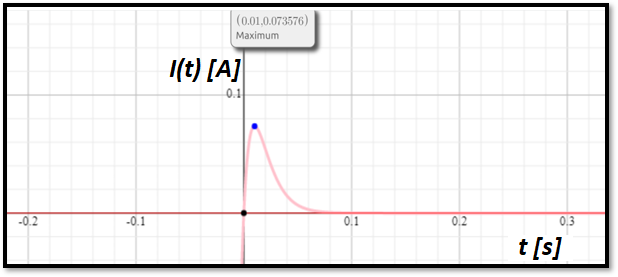 (0.01,0.073576)
Maximum
I(t) [A]
0.1
-0.2 -0.1 0.1 0.2 0.3
t [s]